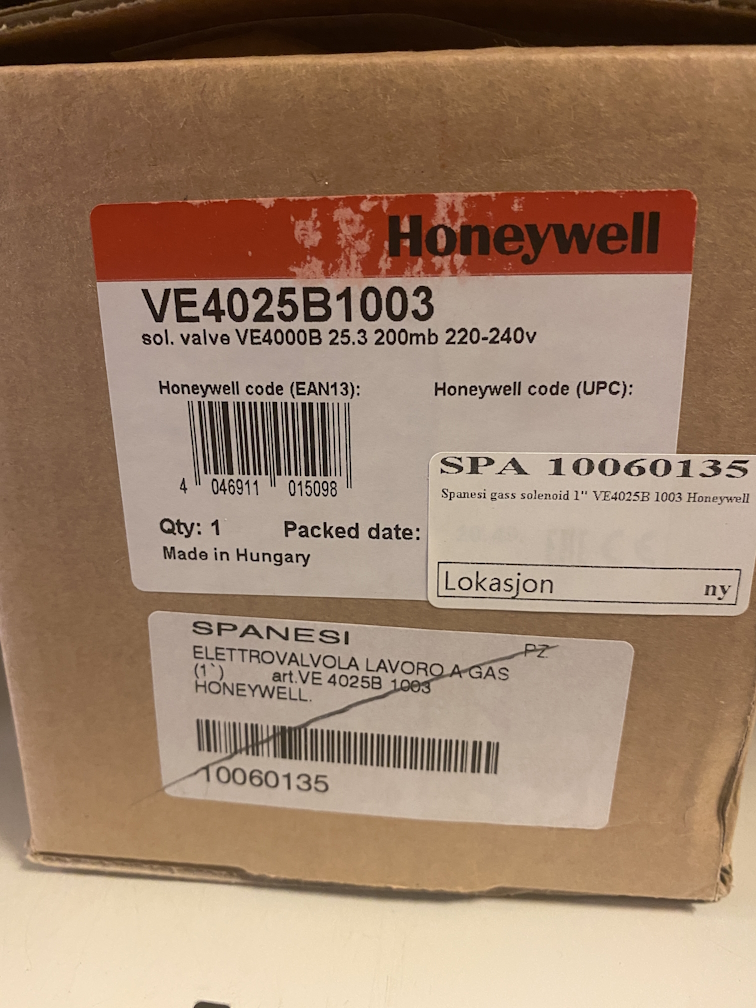 Honeywell
VE4025B1003
sol. valve VE4000B 25.3 200mb 220-240v
Honeywell code (EAN13):
Honeywell code (UPC):
4 046911 015098
Qty: 1
Packed date:
Made in Hungary
SPA 10060135
Spanesi gass solenoid 1" VE4025B 1003 Honeywell
Lokasjon ny
SPANESI
PZ
ELETTROVALVOLA LAVORO A GAS
(1`) art.VE 4025B 1003
HONEYWELL.
10060135